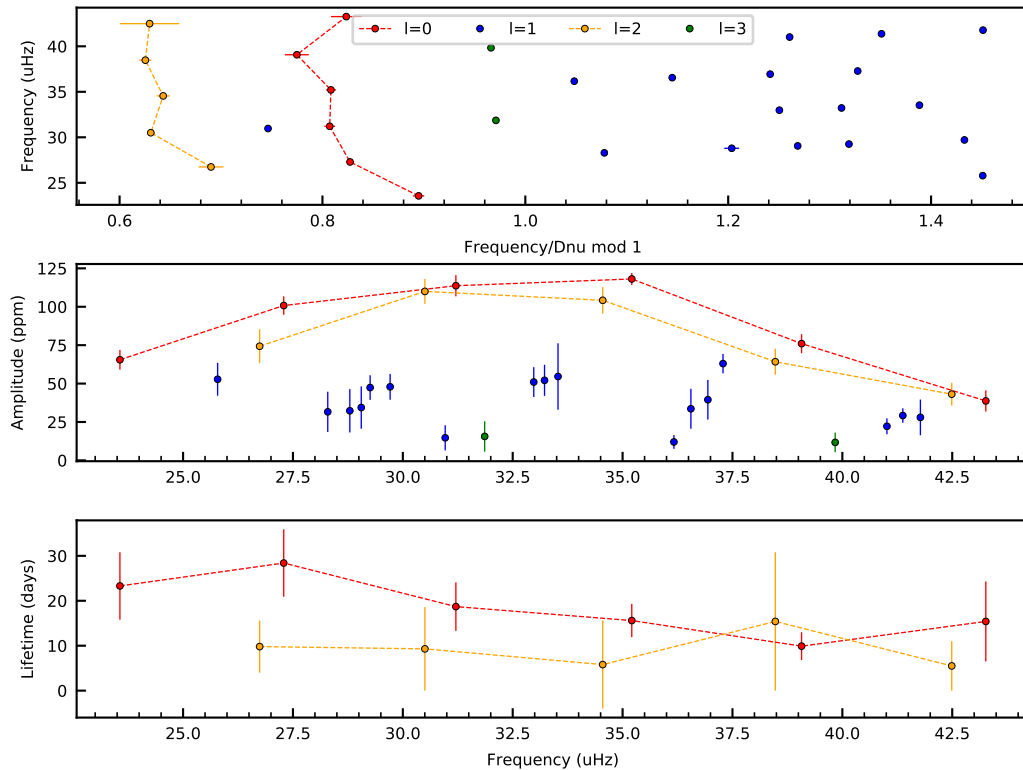 l=0 l=1 l=2 l=3
40
35
30
25
Frequency (uHz)
0.6 0.8 1.0 1.2 1.4
Frequency/Dnu mod 1
125
100
75
50
25
0
Amplitude (ppm)
25.0 27.5 30.0 32.5 35.0 37.5 40.0 42.5
30
20
10
0
Lifetime (days)
25.0 27.5 30.0 32.5 35.0 37.5 40.0 42.5
Frequency (uHz)